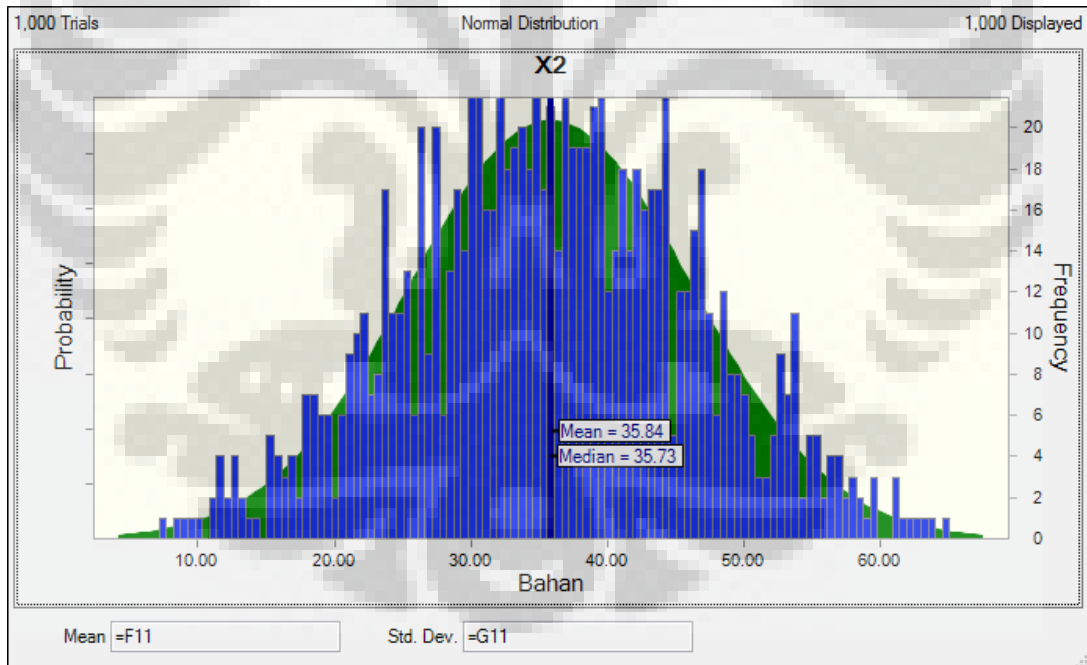 1,000 Trials Normal Distribution 1,000 Displayed
X2
Probability
Frequency
20
18
16
14
12
10
8
6
4
2
0
Mean = 35.84
Median = 35.73
10.00 20.00 30.00 40.00 50.00 60.00
Bahan
Mean =F11 Std. Dev. =G11